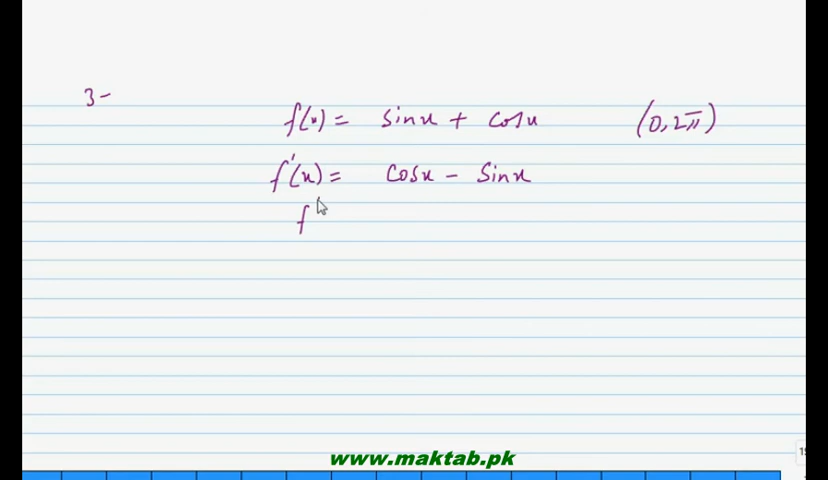 3-
f(x) = sinx + cosx (0, 2π)
f'(x) = cosx - sinx
f
www.maktab.pk